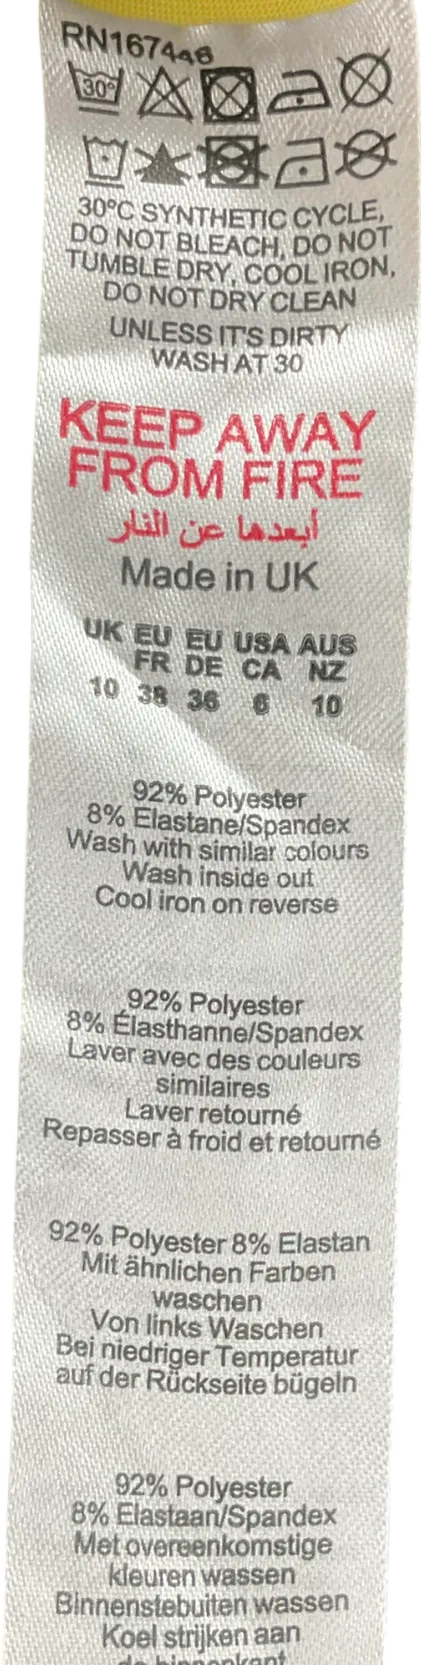 RN167446
30°
30°C SYNTHETIC CYCLE,
DO NOT BLEACH, DO NOT
TUMBLE DRY, COOL IRON,
DO NOT DRY CLEAN
UNLESS IT'S DIRTY
WASH AT 30
KEEP AWAY
FROM FIRE
أبعدها عن النار
Made in UK
UK EU EU USA AUS
FR DE CA NZ
10 38 36 6 10
92% Polyester
8% Elastane/Spandex
Wash with similar colours
Wash inside out
Cool iron on reverse
92% Polyester
8% Élasthanne/Spandex
Laver avec des couleurs
similaires
Laver retourné
Repasser à froid et retourné
92% Polyester 8% Elastan
Mit ähnlichen Farben
waschen
Von links Waschen
Bei niedriger Temperatur
auf der Rückseite bügeln
92% Polyester
8% Elastaan/Spandex
Met overeenkomstige
kleuren wassen
Binnenstebuiten wassen
Koel strijken aan